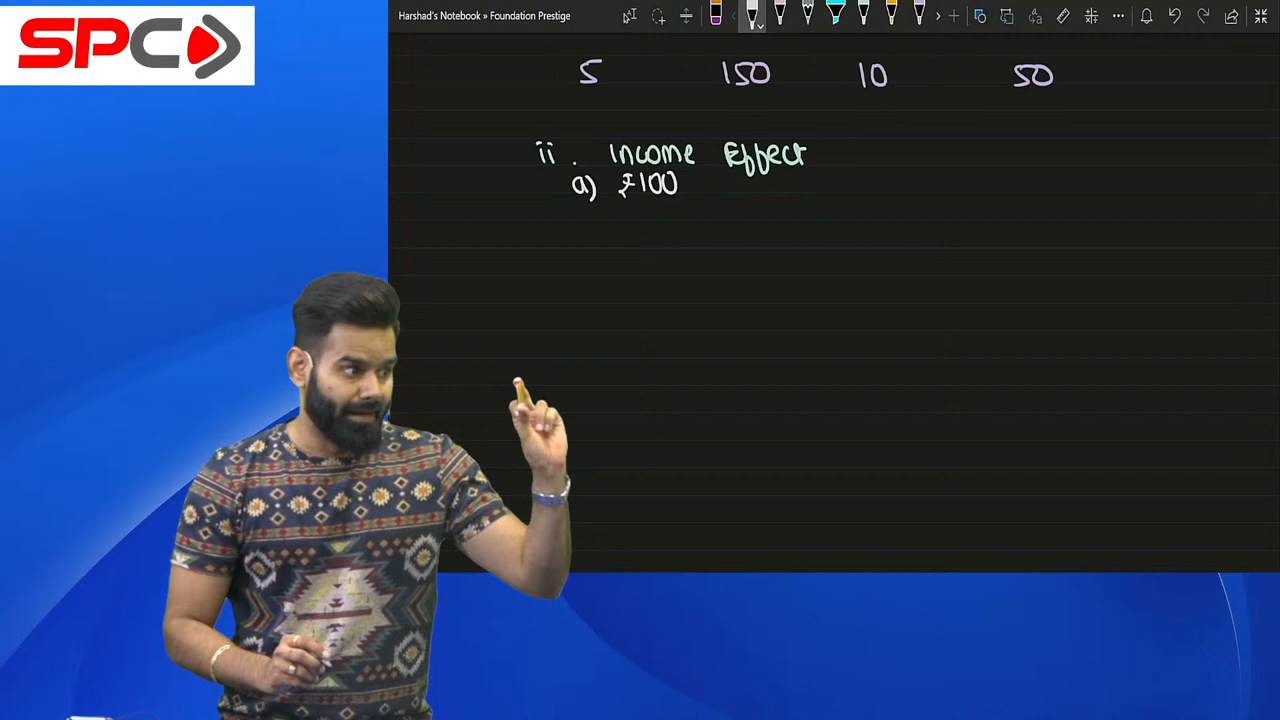 SPC
Harshad's Notebook » Foundation Prestige
5 150 10 50
ii. Income Effect
a) ₹100